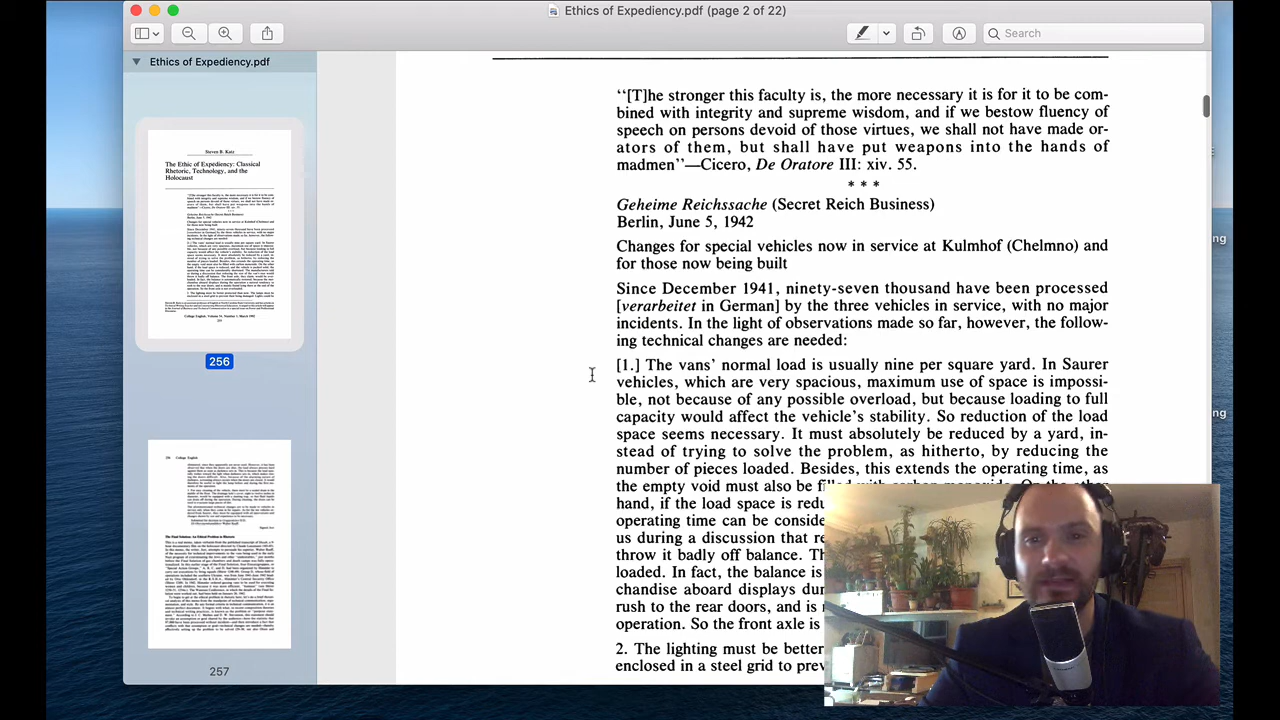 Ethics of Expediency.pdf (page 2 of 22)
Search
Ethics of Expediency.pdf
Steven B. Katz
The Ethic of Expediency: Classical
Rhetoric, Technology, and the
Holocaust
256
257
"[T]he stronger this faculty is, the more necessary it is for it to be com-
bined with integrity and supreme wisdom, and if we bestow fluency of
speech on persons devoid of those virtues, we shall not have made or-
ators of them, but shall have put weapons into the hands of
madmen"—Cicero, De Oratore III: xiv. 55.
* * *
Geheime Reichssache (Secret Reich Business)
Berlin, June 5, 1942
Changes for special vehicles now in service at Kulmhof (Chelmno) and
for those now being built
Since December 1941, ninety-seven thousand have been processed
[verarbeitet in German] by the three vehicles in service, with no major
incidents. In the light of observations made so far, however, the follow-
ing technical changes are needed:
[1.] The vans' normal load is usually nine per square yard. In Saurer
vehicles, which are very spacious, maximum use of space is impossi-
ble, not because of any possible overload, but because loading to full
capacity would affect the vehicle's stability. So reduction of the load
space seems necessary. It must absolutely be reduced by a yard, in-
stead of trying to solve the problem, as hitherto, by reducing the
number of pieces loaded. Besides, this extends the operating time, as
the empty void must also be
hand, if the load space is
operating time can be
ufacturers told us during a discussion that
throw it badly off balance.
loaded. In fact, the balance is
chandise aboard displays
rush to the rear doors, and is
operation. So the front axle is
2. The lighting must be better
enclosed in a steel grid to